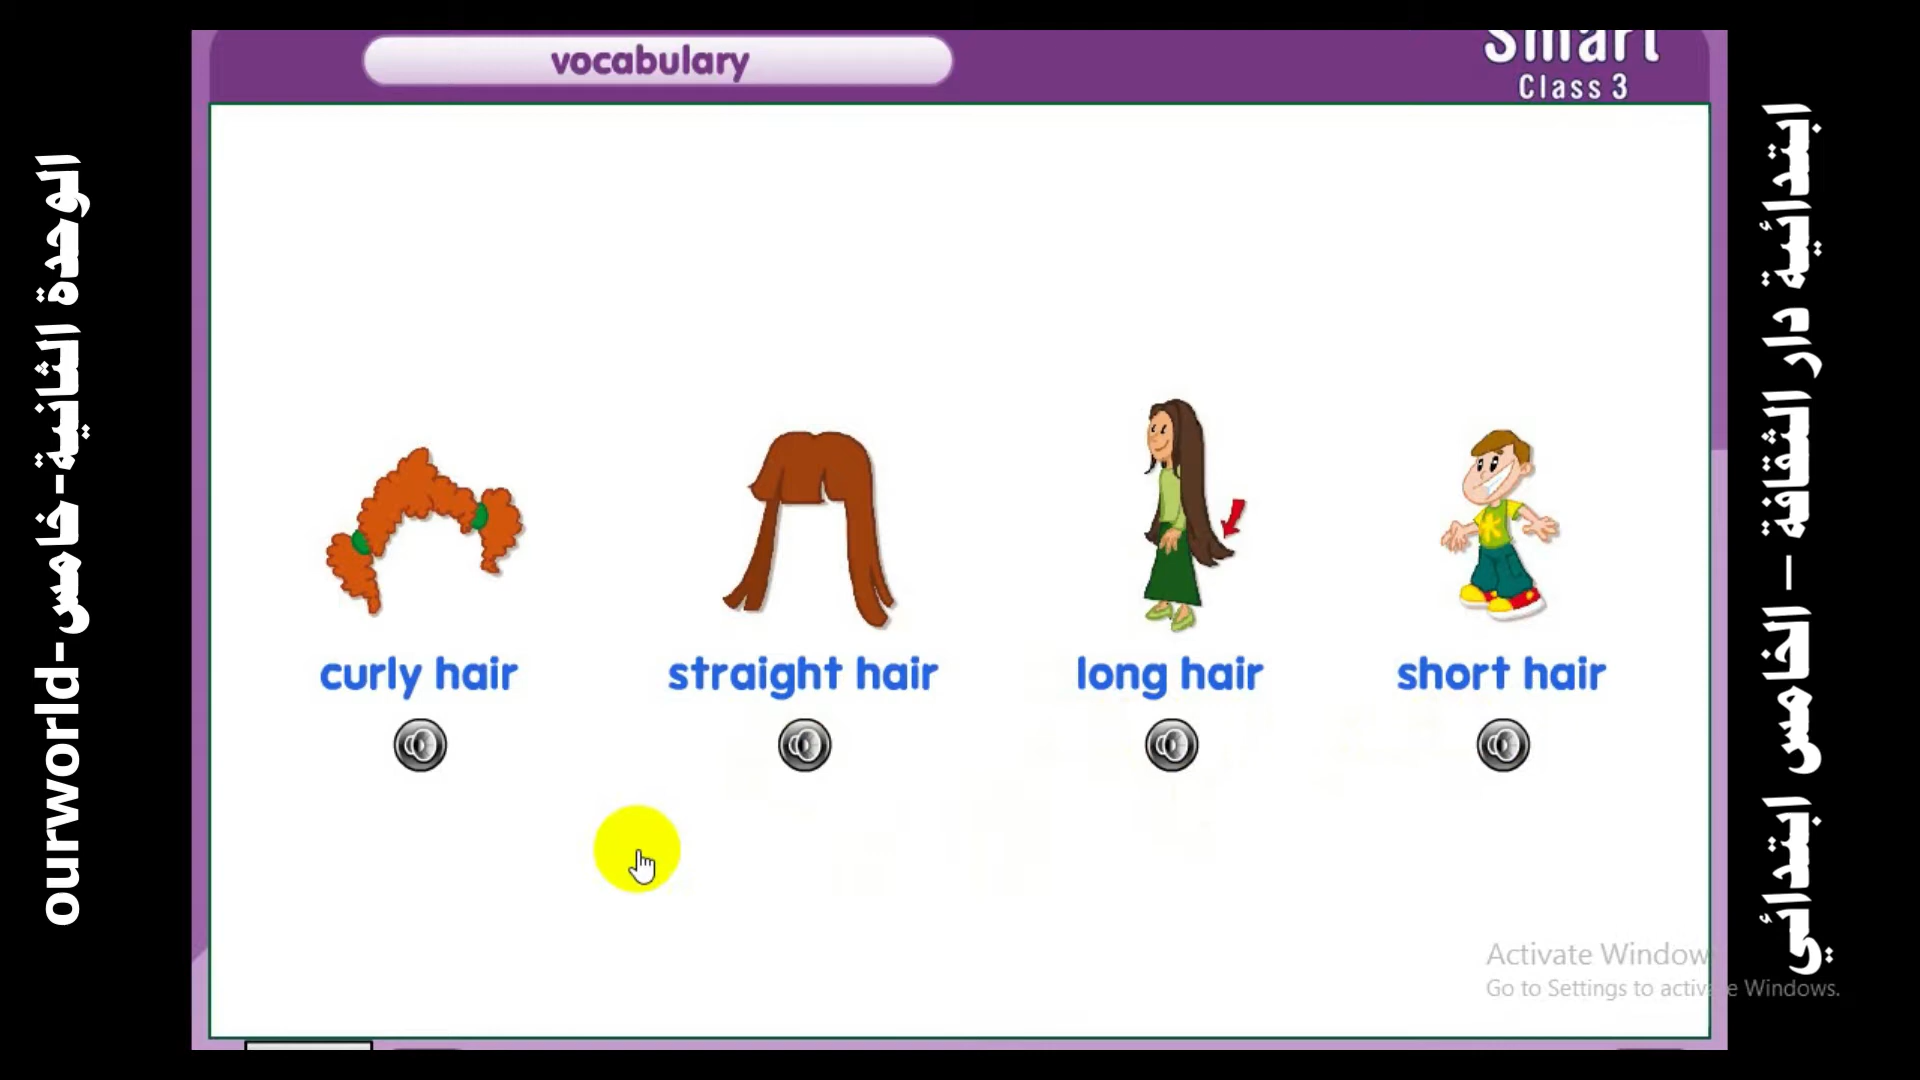 vocabulary
Smart
Class 3
curly hair
straight hair
long hair
short hair
Activate Window
Go to Settings to activate Windows.
الوحدة الثانية-خامس-ourworld
ابتدائية دار الثقافة – الخامس ابتدائي